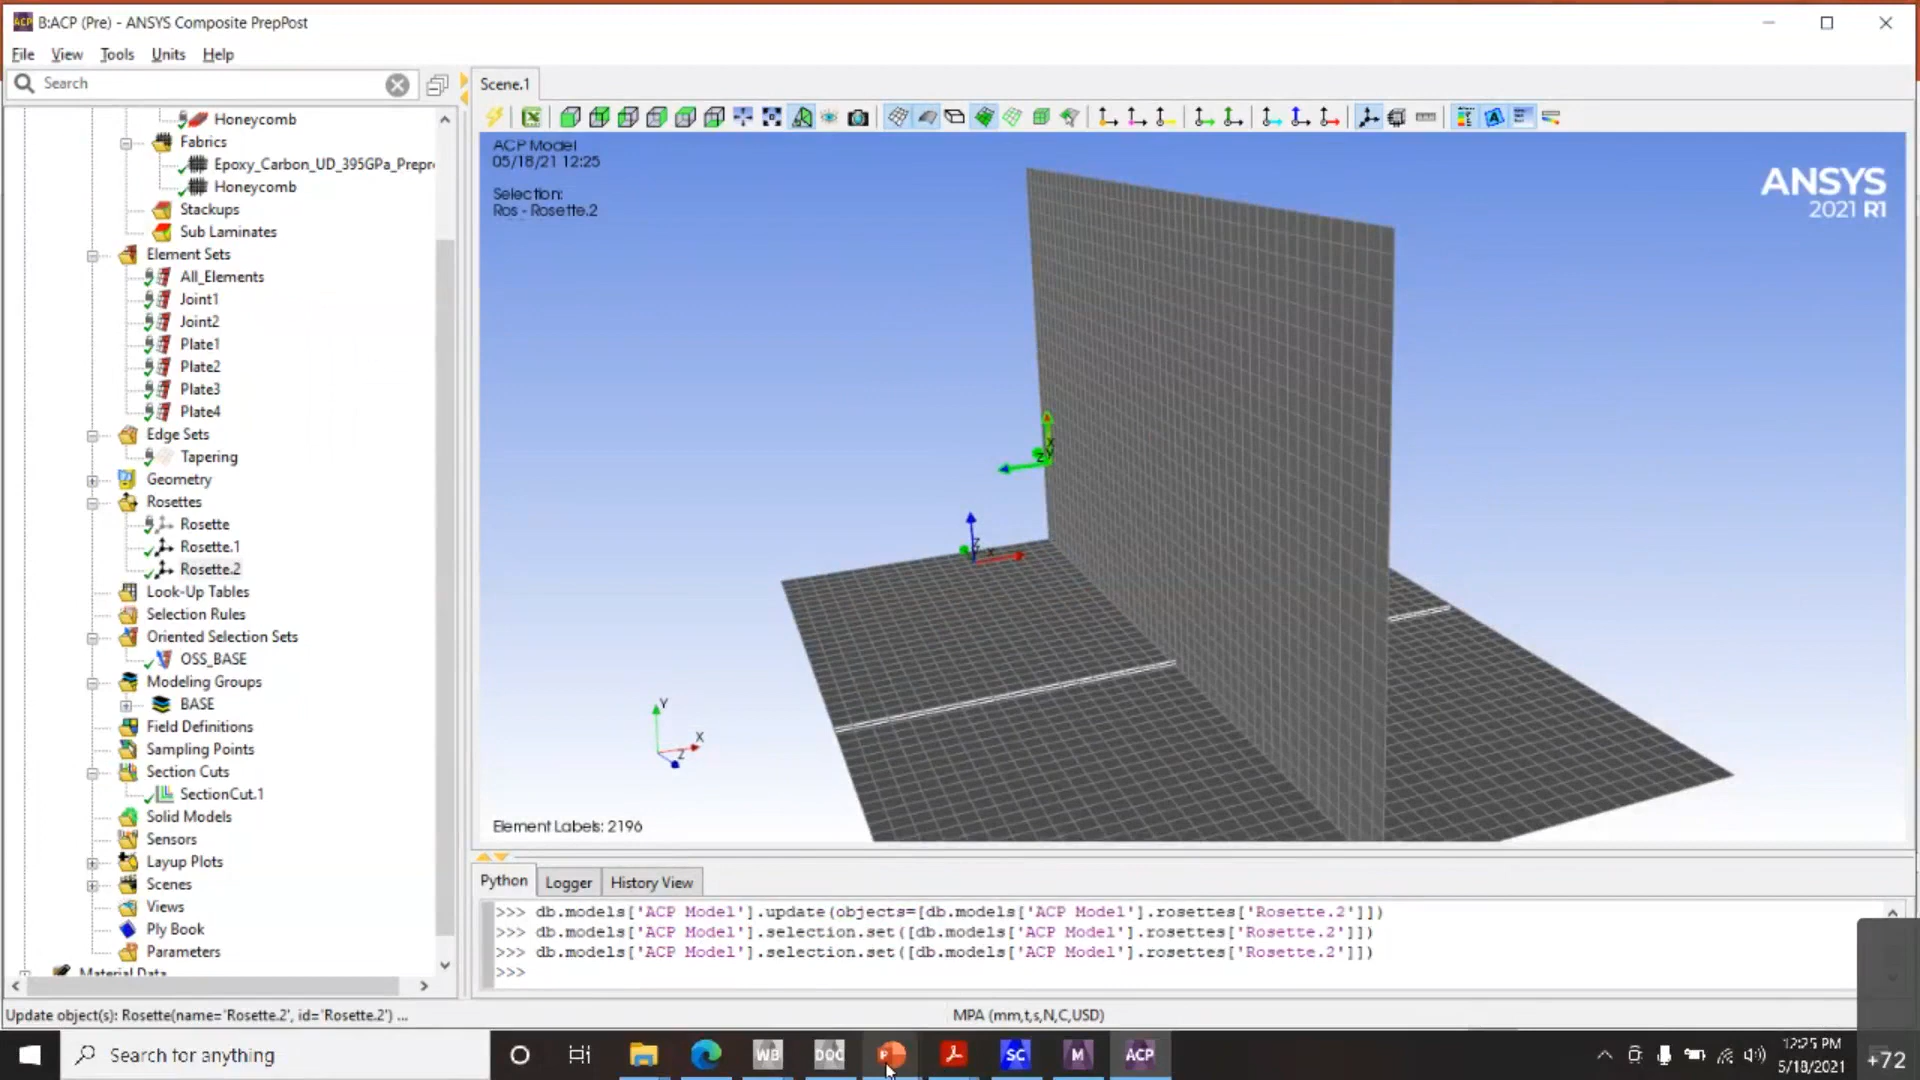 B:ACP (Pre) - ANSYS Composite PrepPost
File View Tools Units Help
Search
Honeycomb
Fabrics
Epoxy_Carbon_UD_395GPa_Prepr
Honeycomb
Stackups
Sub Laminates
Element Sets
All_Elements
Joint1
Joint2
Plate1
Plate2
Plate3
Plate4
Edge Sets
Tapering
Geometry
Rosettes
Rosette
Rosette.1
Rosette.2
Look-Up Tables
Selection Rules
Oriented Selection Sets
OSS_BASE
Modeling Groups
BASE
Field Definitions
Sampling Points
Section Cuts
SectionCut.1
Solid Models
Sensors
Layup Plots
Scenes
Views
Ply Book
Parameters
Material Data
Scene.1
ACP Model
05/18/21 12:25
Selection:
Ros - Rosette.2
ANSYS
2021 R1
X
Z
Y
Z
X
Y
X
Z
Element Labels: 2196
Python Logger History View
>>> db.models['ACP Model'].update(objects=[db.models['ACP Model'].rosettes['Rosette.2']])
>>> db.models['ACP Model'].selection.set([db.models['ACP Model'].rosettes['Rosette.2']])
>>> db.models['ACP Model'].selection.set([db.models['ACP Model'].rosettes['Rosette.2']])
>>>
Update object(s): Rosette(name='Rosette.2', id='Rosette.2') ...
MPA (mm,t,s,N,C,USD)
Search for anything
WB
DOC
P
SC
M
ACP
12:25 PM
5/18/2021
+72